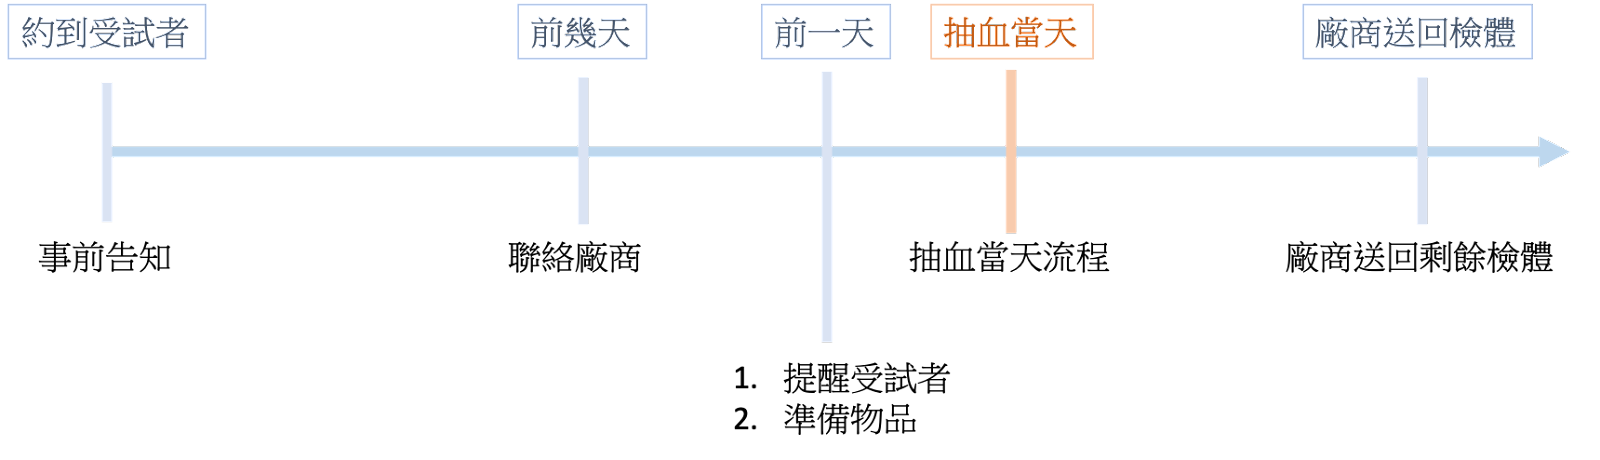 約到受試者
前幾天
前一天
抽血當天
廠商送回檢體
事前告知
聯絡廠商
抽血當天流程
廠商送回剩餘檢體
1. 提醒受試者
2. 準備物品